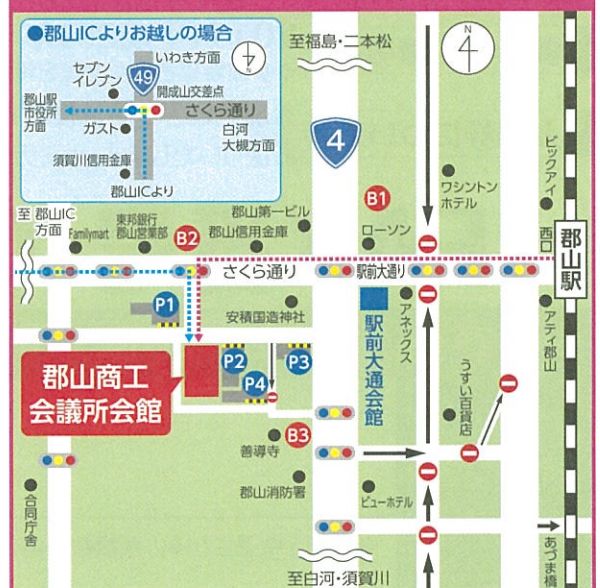 ●郡山ICよりお越しの場合
いわき方面
49
セブン
イレブン
開成山交差点
郡山駅
市役所
方面
さくら通り
ガスト
白河
大槻方面
須賀川信用金庫
郡山ICより
4
至福島・二本松
4
ワシントン
ホテル
ビックアイ
至 郡山IC
方面
Familymart
東邦銀行
郡山営業部
B2
郡山第一ビル
郡山信用金庫
B1
ローソン
西口
郡山駅
さくら通り
駅前大通り
P1
安積国造神社
駅前大通会館
アネックス
アティ郡山
郡山商工
会議所会館
P2
P3
P4
うすい百貨店
善導寺
B3
郡山消防署
ビューホテル
合同庁舎
あづま橋
至白河・須賀川